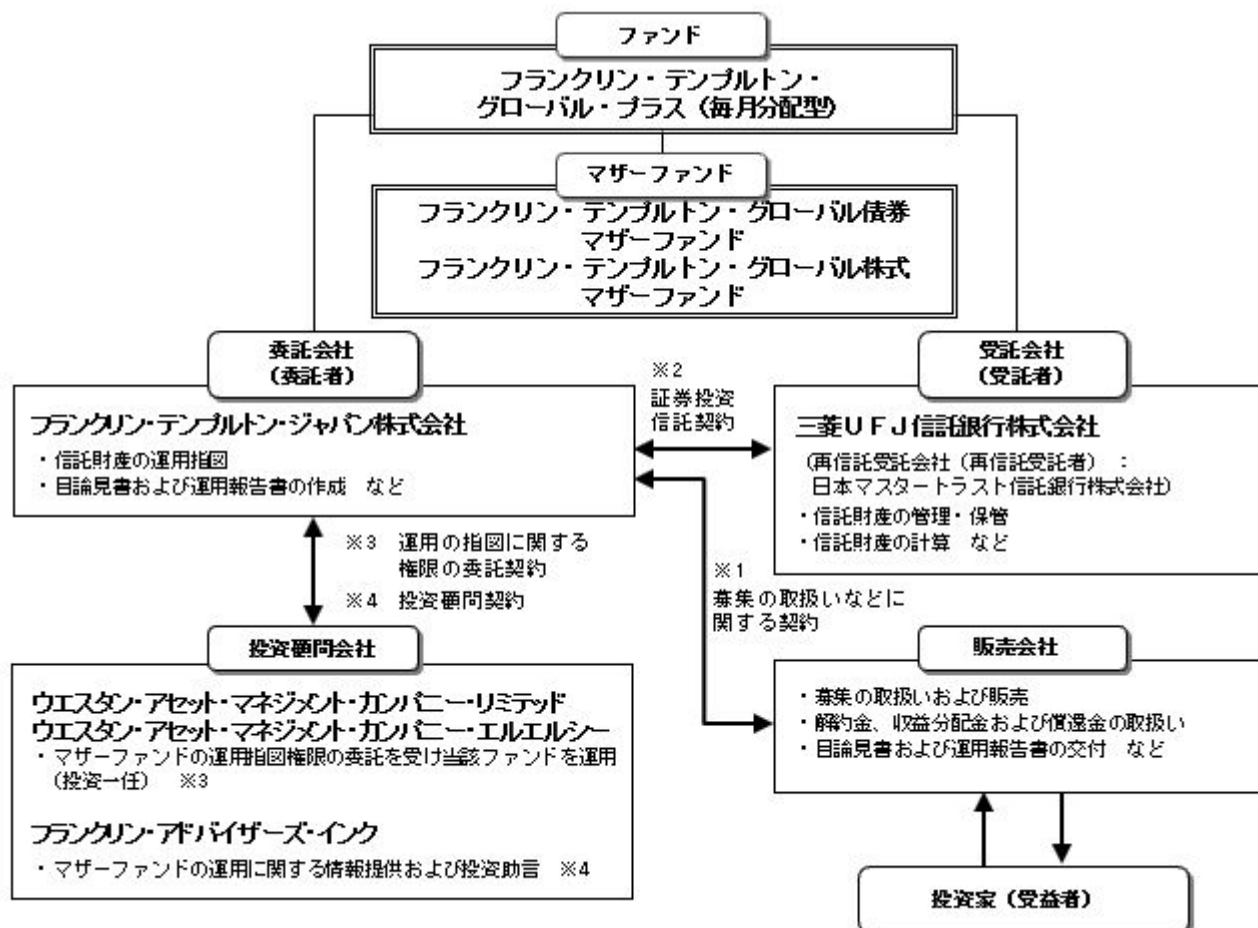 ファンド
フランクリン・テンプルトン・
グローバル・プラス（毎月分配型）
マザーファンド
フランクリン・テンプルトン・グローバル債券
マザーファンド
フランクリン・テンプルトン・グローバル株式
マザーファンド
委託会社
（委託者）
フランクリン・テンプルトン・ジャパン株式会社
・信託財産の運用指図
・目論見書および運用報告書の作成　など
※2
証券投資
信託契約
受託会社
（受託者）
三菱ＵＦＪ信託銀行株式会社
（再信託受託会社（再信託受託者）　：
日本マスタートラスト信託銀行株式会社）
・信託財産の管理・保管
・信託財産の計算　など
※3　運用の指図に関する
権限の委託契約
※4　投資顧問契約
※1
募集の取扱いなどに
関する契約
投資顧問会社
ウエスタン・アセット・マネジメント・カンパニー・リミテッド
ウエスタン・アセット・マネジメント・カンパニー・エルエルシー
・マザーファンドの運用指図権限の委託を受け当該ファンドを運用
（投資一任）　※3
フランクリン・アドバイザーズ・インク
・マザーファンドの運用に関する情報提供および投資助言　※4
販売会社
・募集の取扱いおよび販売
・解約金、収益分配金および償還金の取扱い
・目論見書および運用報告書の交付　など
投資家（受益者）